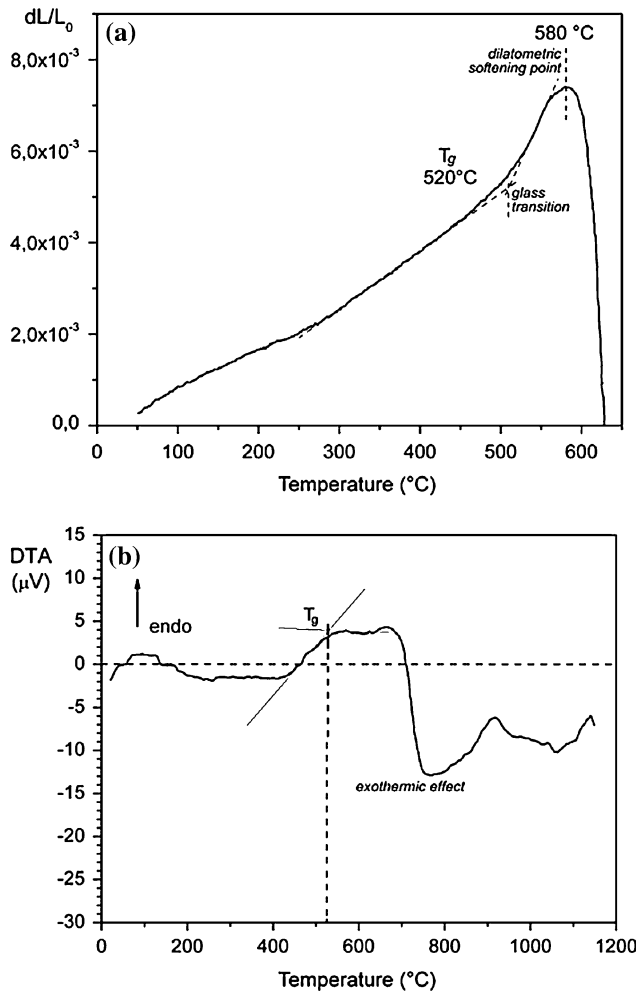 dL/L₀
(a)
580 °C
8,0x10⁻³
dilatometric
softening point
6,0x10⁻³
Tg
520°C
glass
transition
4,0x10⁻³
2,0x10⁻³
0,0
0 100 200 300 400 500 600
Temperature (°C)
DTA
(μV)
(b)
endo
15
10
5
0
-5
-10
-15
-20
-25
-30
Tg
exothermic effect
0 200 400 600 800 1000 1200
Temperature (°C)